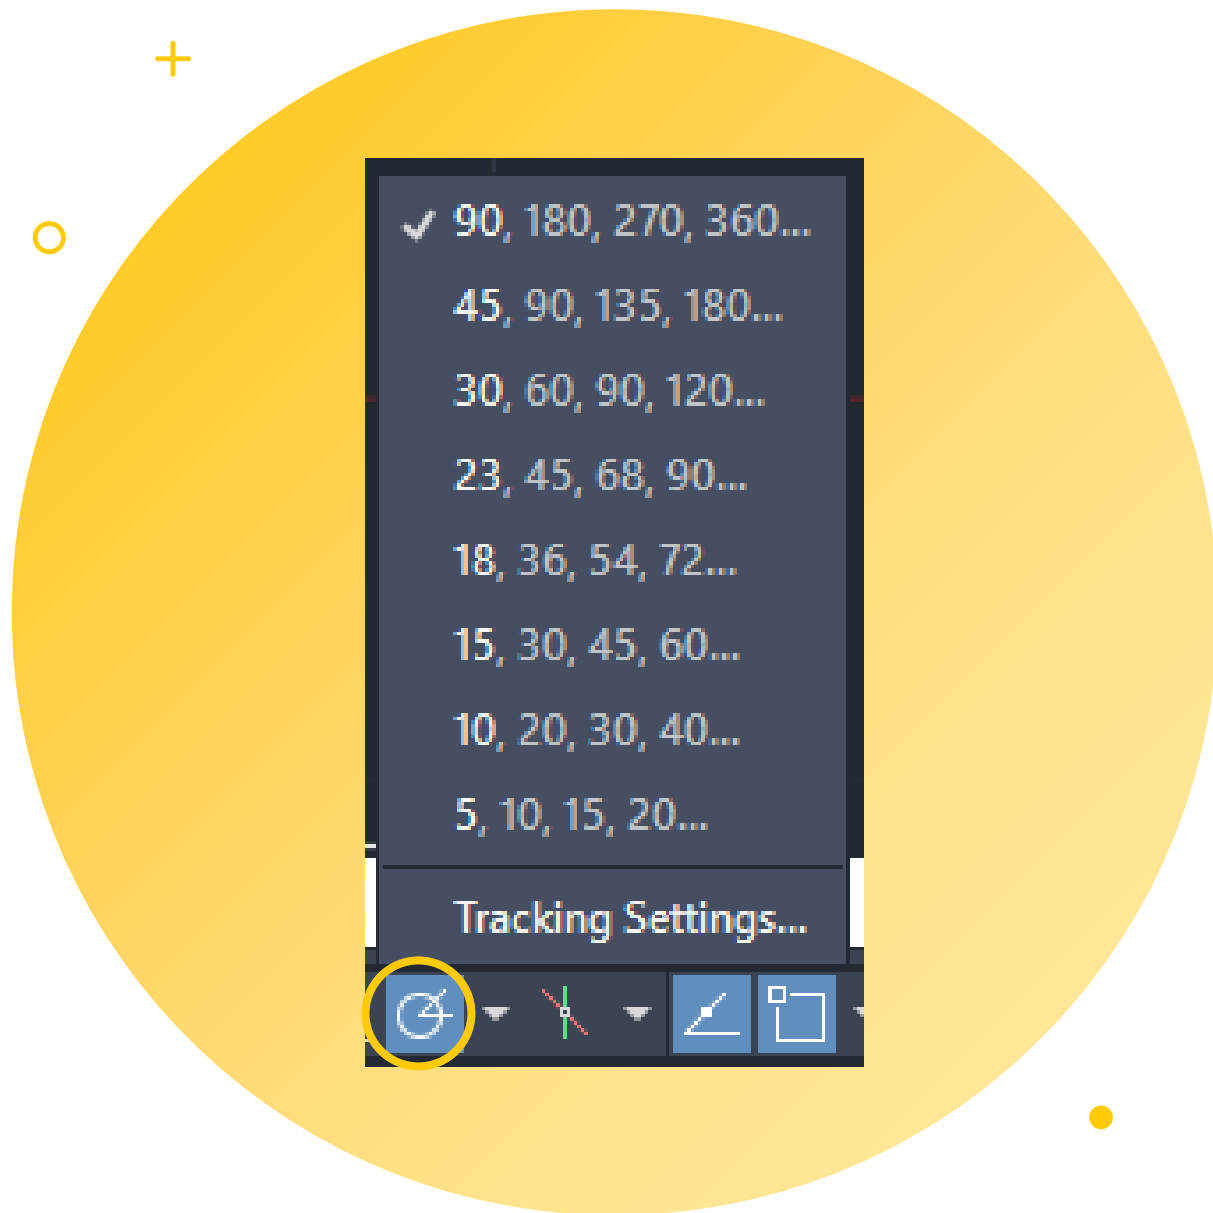 90, 180, 270, 360...
45, 90, 135, 180...
30, 60, 90, 120...
23, 45, 68, 90...
18, 36, 54, 72...
15, 30, 45, 60...
10, 20, 30, 40...
5, 10, 15, 20...
Tracking Settings...